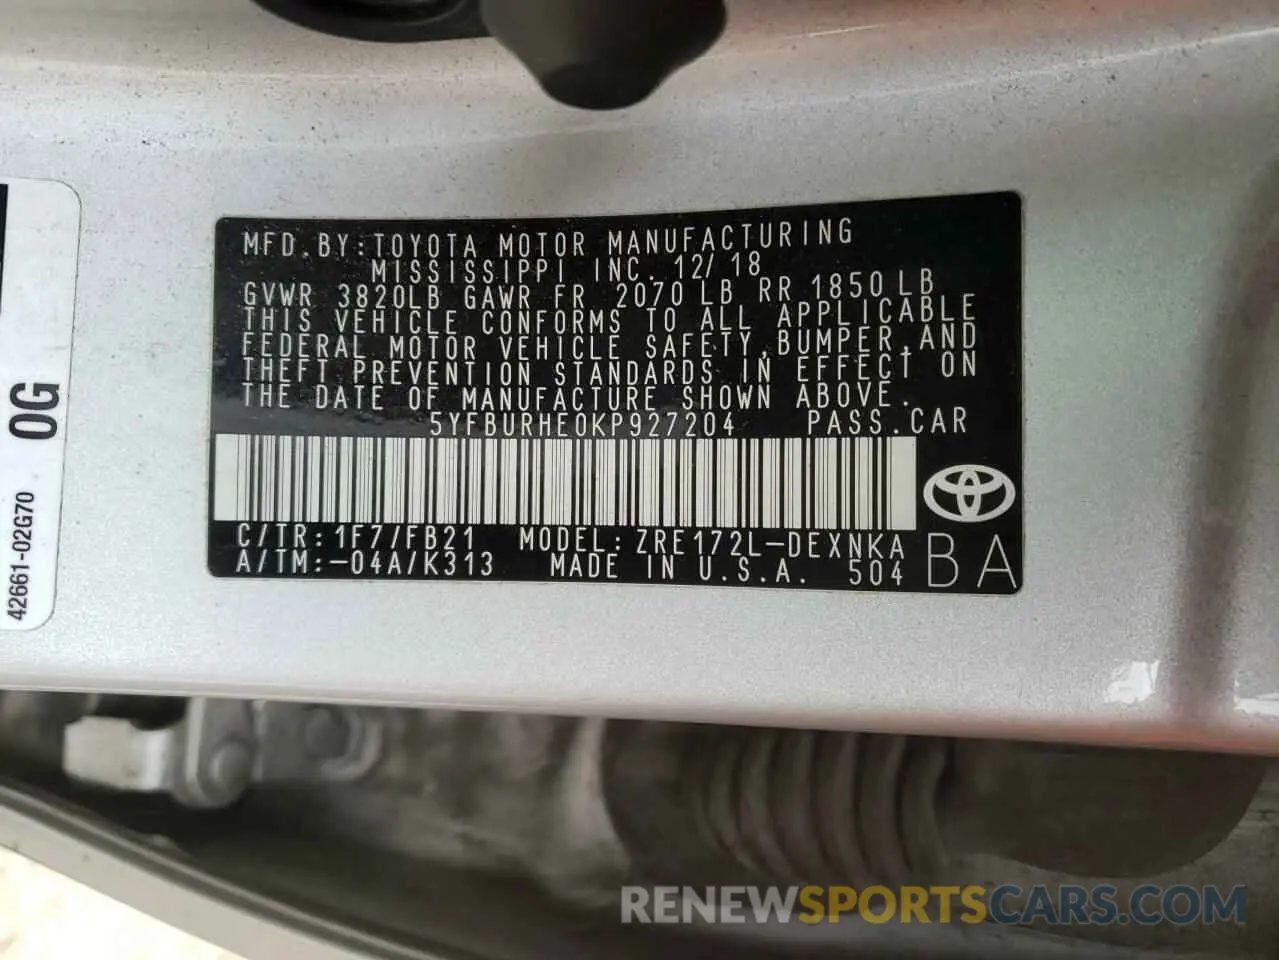 MFD. BY: TOYOTA MOTOR MANUFACTURING
MISSISSIPPI INC. 12/18
GVWR 3820LB GAWR FR 2070 LB RR 1850 LB
THIS VEHICLE CONFORMS TO ALL APPLICABLE
FEDERAL MOTOR VEHICLE SAFETY, BUMPER, AND
THEFT PREVENTION STANDARDS IN EFFECT ON
THE DATE OF MANUFACTURE SHOWN ABOVE.
5YFBURHE0KP927204 PASS. CAR
C/TR: 1F7/FB21 MODEL: ZRE172L-DEXNKA
A/TM:-04A/K313 MADE IN U.S.A. 504
BA
0G
42661-02G70
RENEWSPORTSCARS.COM